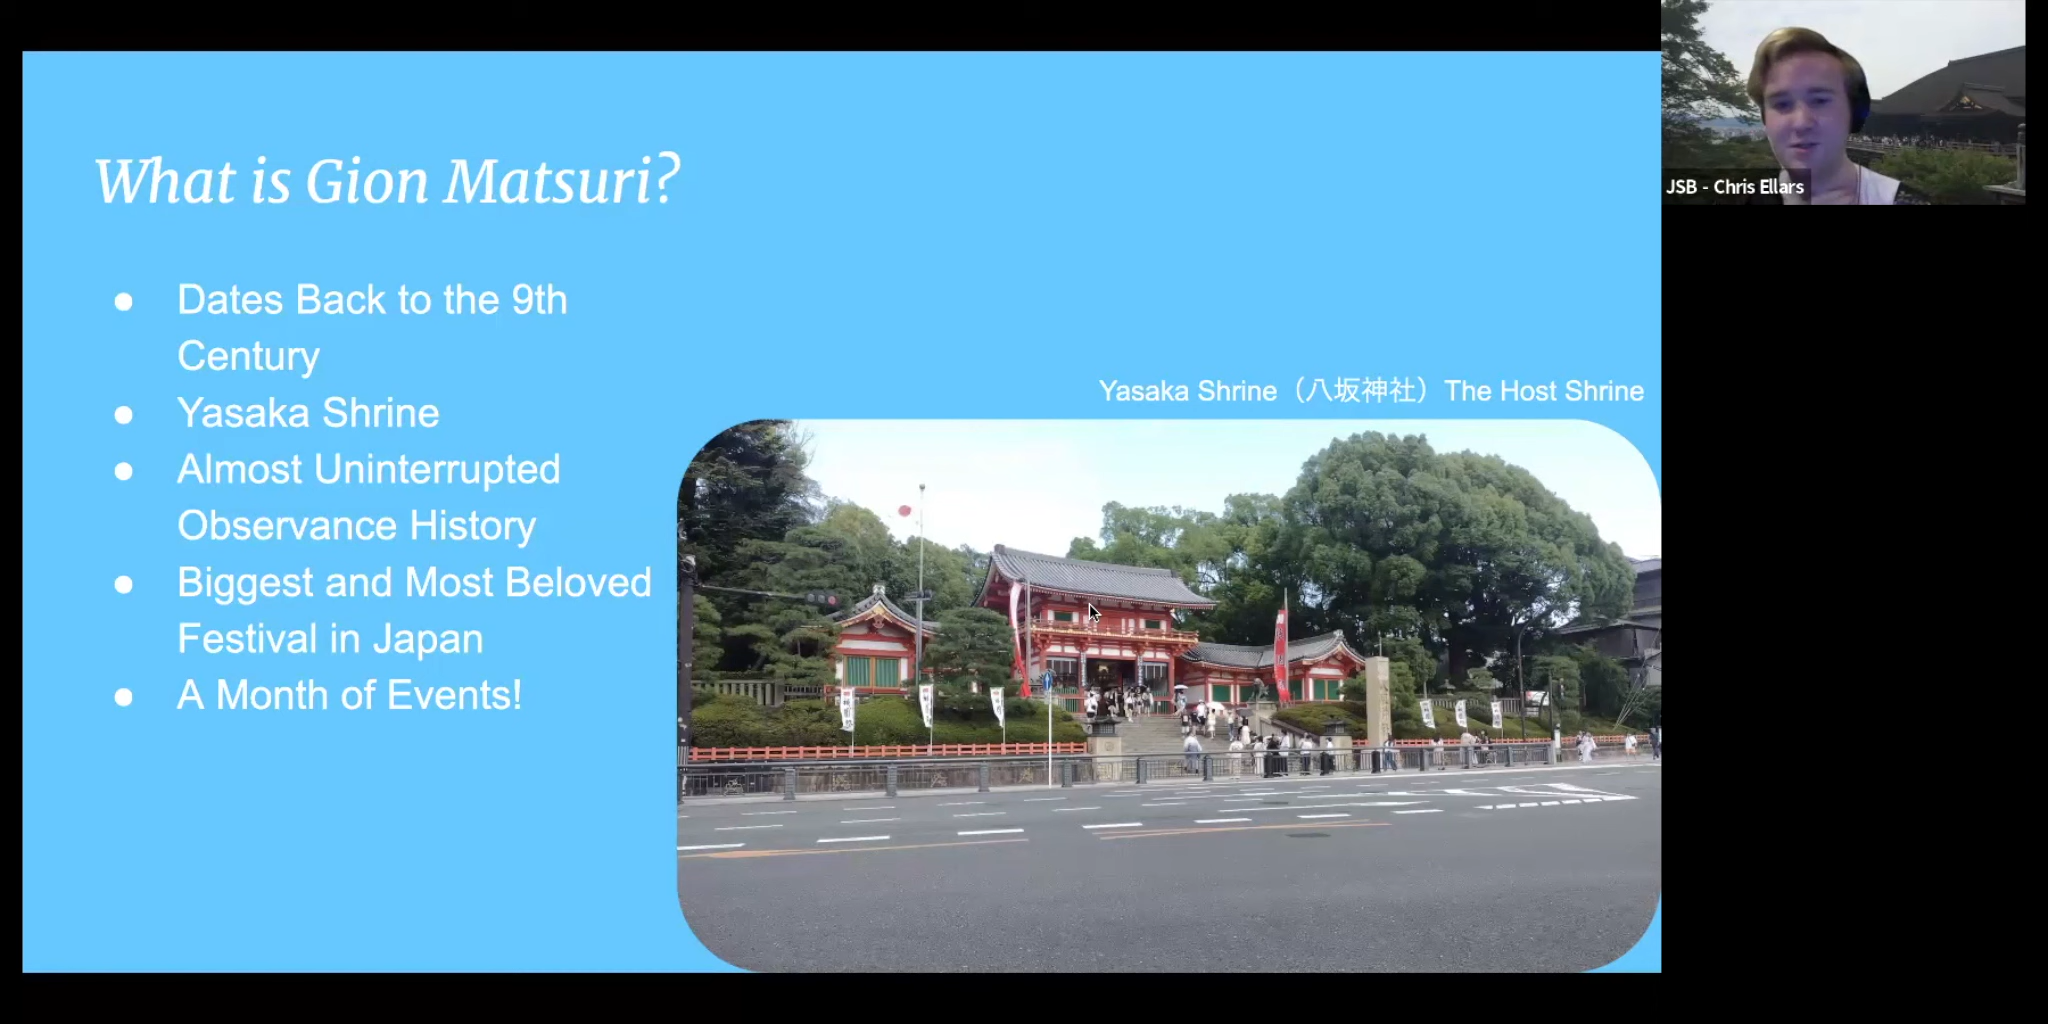 What is Gion Matsuri?
● Dates Back to the 9th
Century
● Yasaka Shrine
● Almost Uninterrupted
Observance History
● Biggest and Most Beloved
Festival in Japan
● A Month of Events!
Yasaka Shrine（八坂神社）The Host Shrine
JSB - Chris Ellars